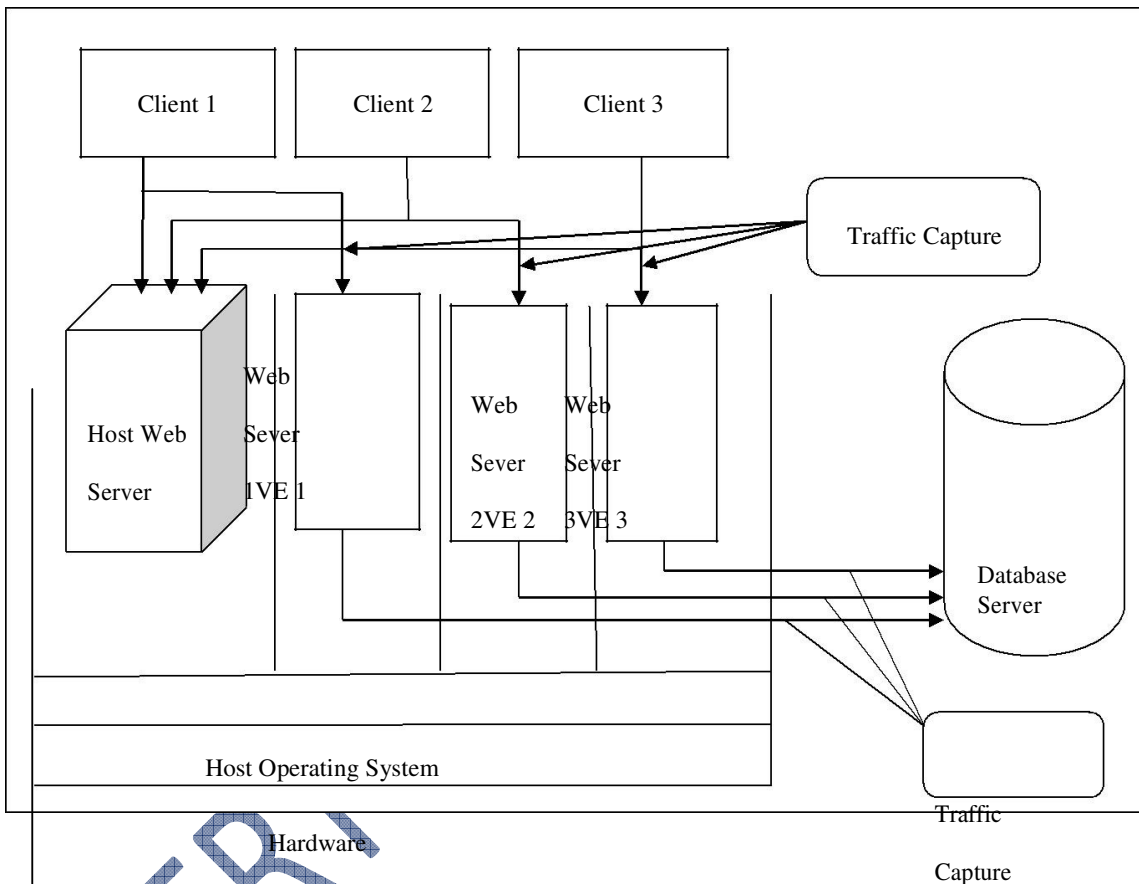 Client 1
Client 2
Client 3
Traffic Capture
Host Web
Server
Web
Sever
1VE 1
Web
Sever
2VE 2
Web
Sever
3VE 3
Database
Server
Host Operating System
Hardware
Traffic
Capture